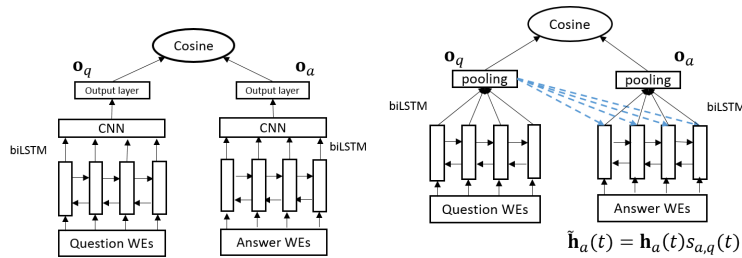 Cosine
o_q
o_a
Output layer
Output layer
CNN
CNN
biLSTM
biLSTM
Question WEs
Answer WEs
Cosine
o_q
o_a
pooling
pooling
biLSTM
biLSTM
Question WEs
Answer WEs
h̃_a(t) = h_a(t)s_{a,q}(t)